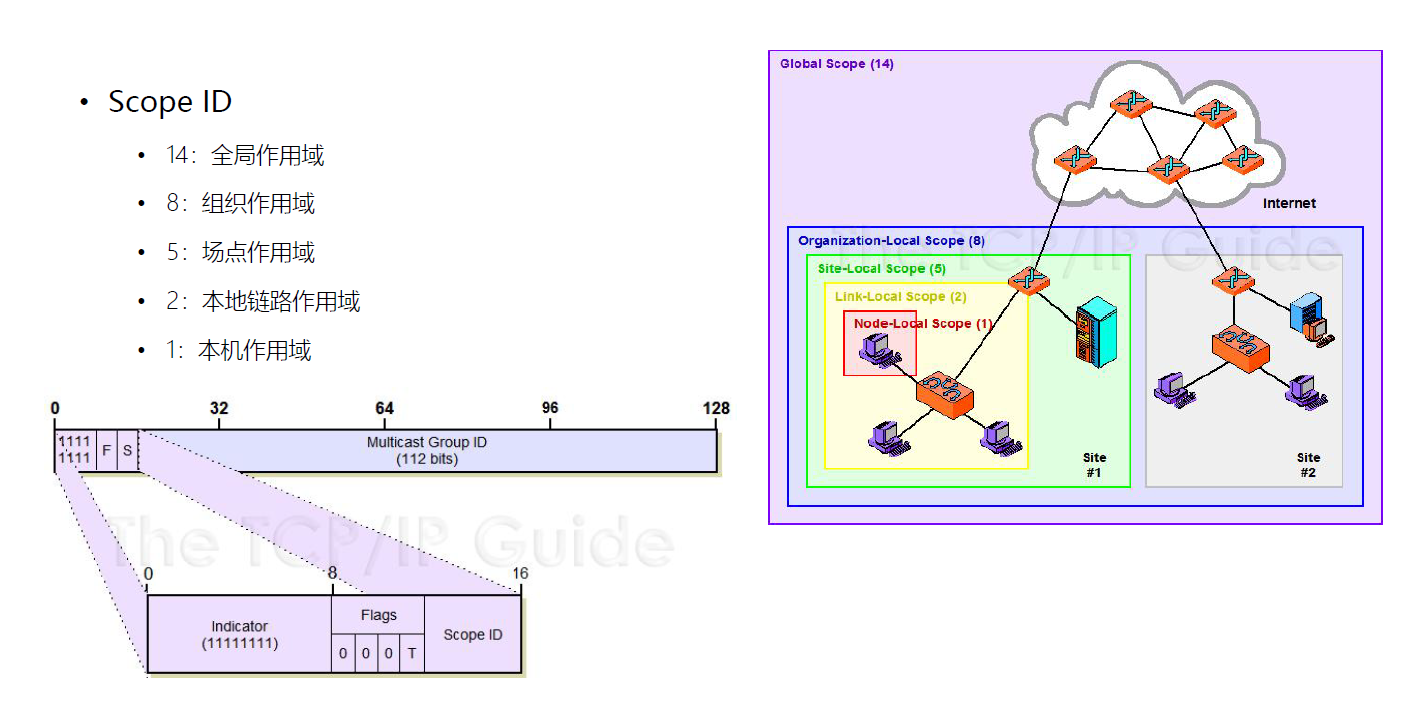 • Scope ID
• 14：全局作用域
• 8：组织作用域
• 5：场点作用域
• 2：本地链路作用域
• 1：本机作用域
0 32 64 96 128
1111
1111
F
S
Multicast Group ID
(112 bits)
The TCP/IP Guide
0 8 16
Indicator
(11111111)
Flags
0 0 0 T
Scope ID
Global Scope (14)
Internet
The TCP/IP Guide
Organization-Local Scope (8)
Site-Local Scope (5)
Link-Local Scope (2)
Node-Local Scope (1)
Site
#1
Site
#2